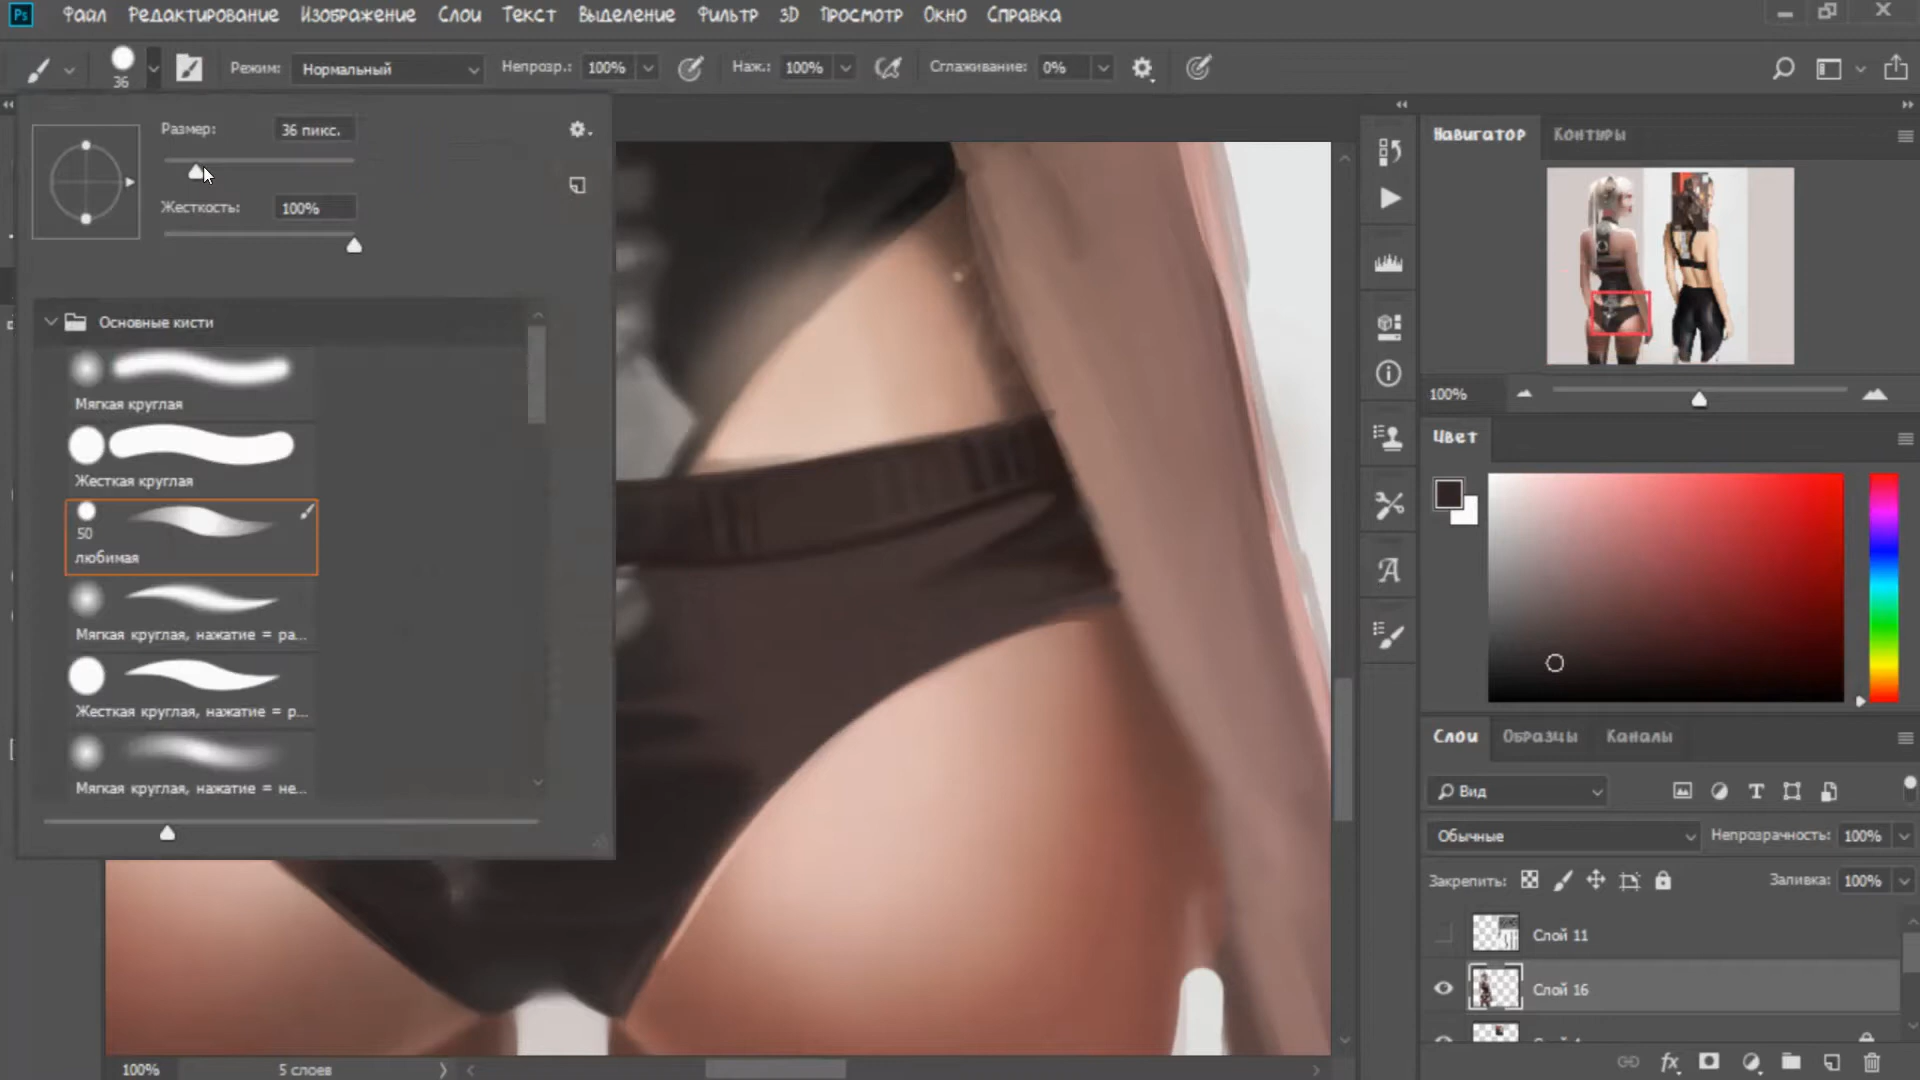 Ps Фаил Редактирование Изображение Слои Текст Выделение Фильтр 3D Просмотр Окно Справка
36 Режим: Нормальный Непрозр.: 100% Наж.: 100% Сглаживание: 0%
Размер: 36 пикс.
Жесткость: 100%
Основные кисти
Мягкая круглая
Жесткая круглая
50
любимая
Мягкая круглая, нажатие = ра...
Жесткая круглая, нажатие = р...
Мягкая круглая, нажатие = не...
100% 5 слоев
Навигатор Контуры
100%
Цвет
Слои Образцы Каналы
Вид
Обычные Непрозрачность: 100%
Закрепить: Заливка: 100%
Слой 11
Слой 16